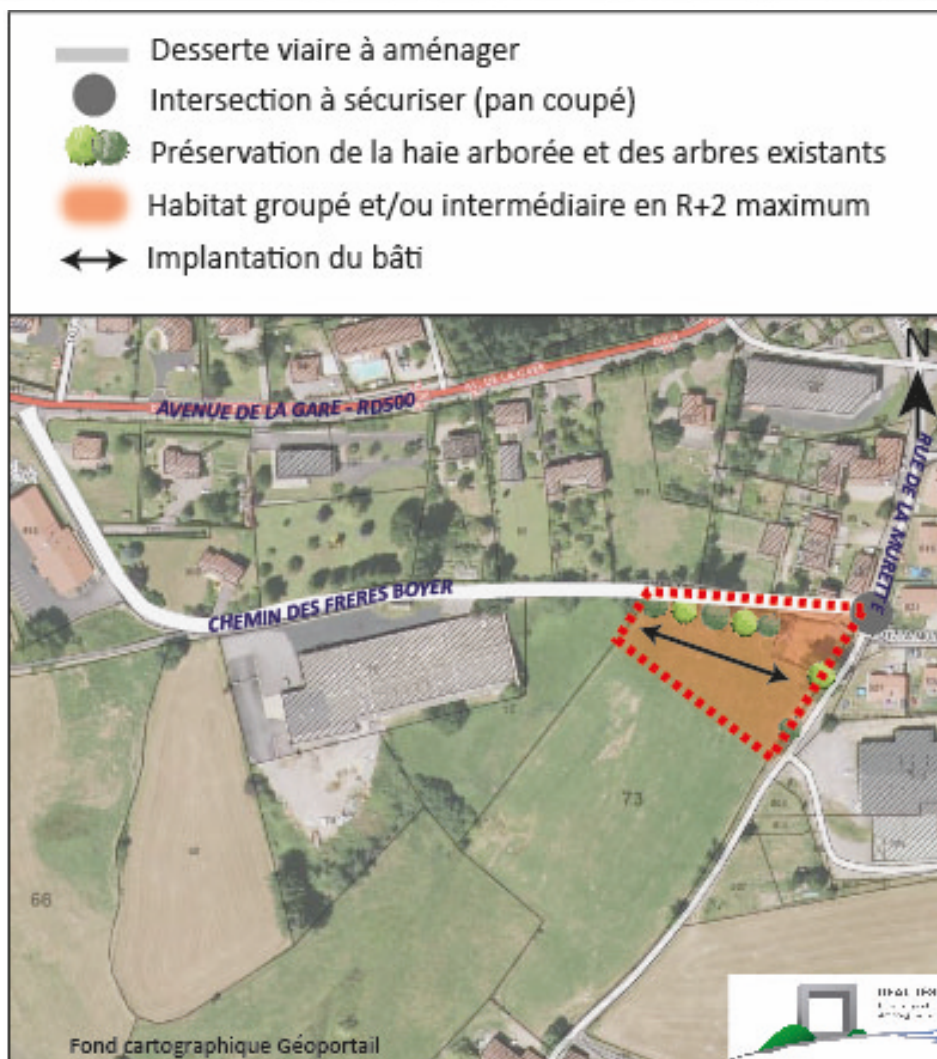 Desserte viaire à aménager
Intersection à sécuriser (pan coupé)
Préservation de la haie arborée et des arbres existants
Habitat groupé et/ou intermédiaire en R+2 maximum
Implantation du bâti
N
AVENUE DE LA GARE - RD500
RUE DE LA MURETTE
CHEMIN DES FRERES BOYER
73
66
Fond cartographique Géoportail